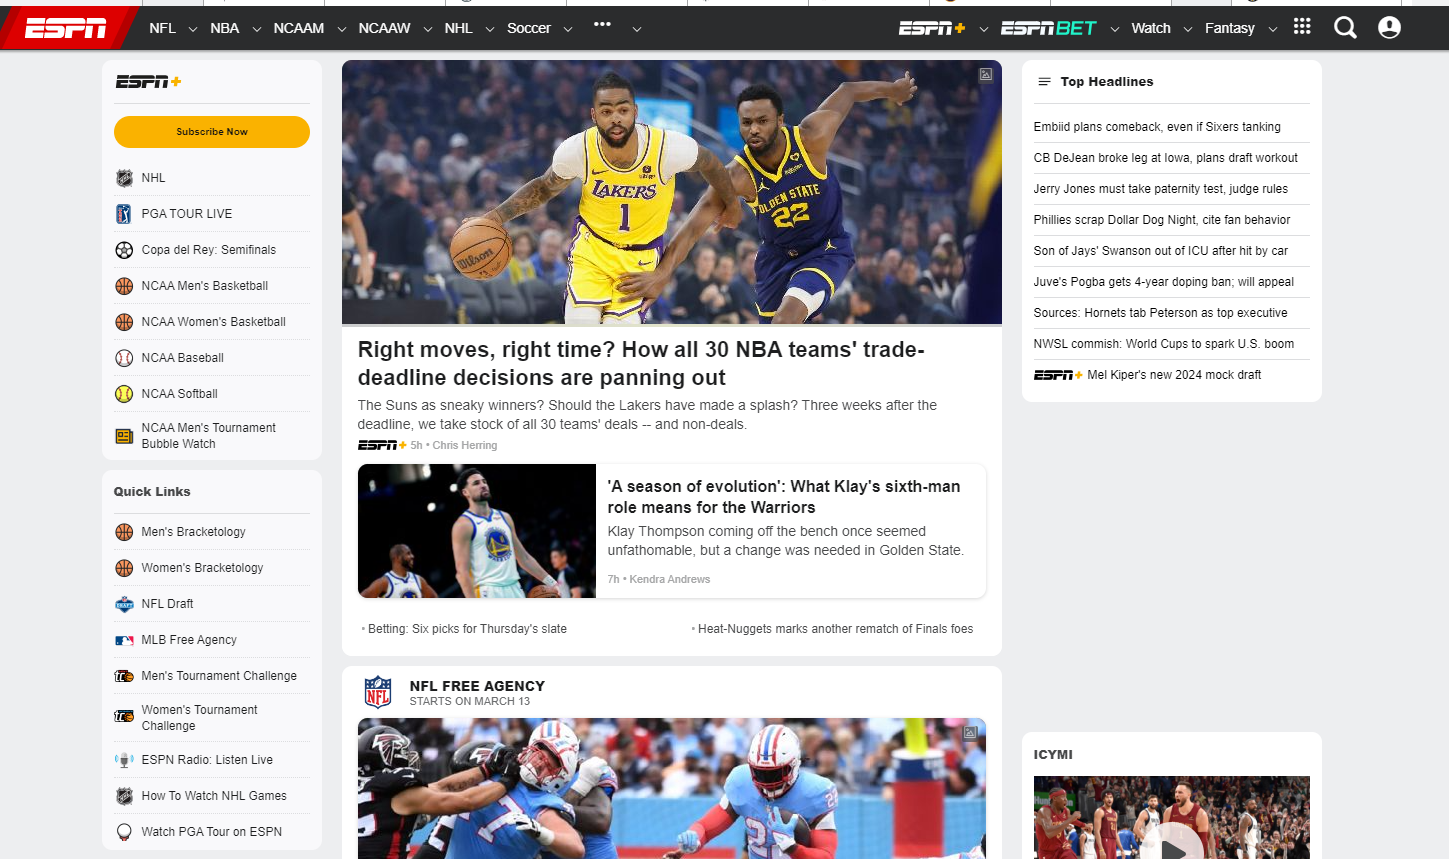 ESPN NFL NBA NCAAM NCAAW NHL Soccer ••• ESPN+ ESPN BET Watch Fantasy
ESPN+
Subscribe Now
NHL
PGA TOUR LIVE
Copa del Rey: Semifinals
NCAA Men's Basketball
NCAA Women's Basketball
NCAA Baseball
NCAA Softball
NCAA Men's Tournament
Bubble Watch
Quick Links
Men's Bracketology
Women's Bracketology
NFL Draft
MLB Free Agency
Men's Tournament Challenge
Women's Tournament
Challenge
ESPN Radio: Listen Live
How To Watch NHL Games
Watch PGA Tour on ESPN
LAKERS
1
Wilson
GOLDEN STATE
22
Right moves, right time? How all 30 NBA teams' trade-
deadline decisions are panning out
The Suns as sneaky winners? Should the Lakers have made a splash? Three weeks after the
deadline, we take stock of all 30 teams' deals -- and non-deals.
ESPN+ 5h • Chris Herring
'A season of evolution': What Klay's sixth-man
role means for the Warriors
Klay Thompson coming off the bench once seemed
unfathomable, but a change was needed in Golden State.
7h • Kendra Andrews
Betting: Six picks for Thursday's slate
Heat-Nuggets marks another rematch of Finals foes
NFL
NFL FREE AGENCY
STARTS ON MARCH 13
Top Headlines
Embiid plans comeback, even if Sixers tanking
CB DeJean broke leg at Iowa, plans draft workout
Jerry Jones must take paternity test, judge rules
Phillies scrap Dollar Dog Night, cite fan behavior
Son of Jays' Swanson out of ICU after hit by car
Juve's Pogba gets 4-year doping ban; will appeal
Sources: Hornets tab Peterson as top executive
NWSL commish: World Cups to spark U.S. boom
ESPN+ Mel Kiper's new 2024 mock draft
ICYMI